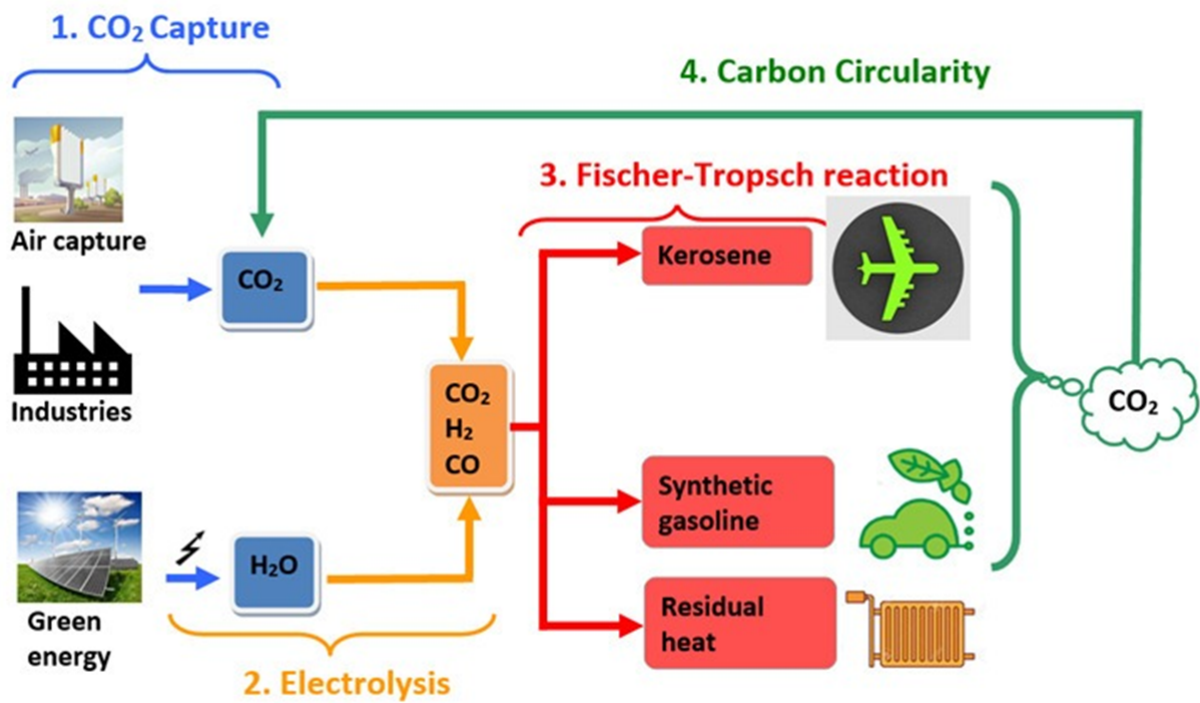 1. CO₂ Capture
4. Carbon Circularity
3. Fischer-Tropsch reaction
Air capture
Kerosene
CO₂
Industries
CO₂
H₂
CO
CO₂
Synthetic
gasoline
H₂O
Green
energy
Residual
heat
2. Electrolysis